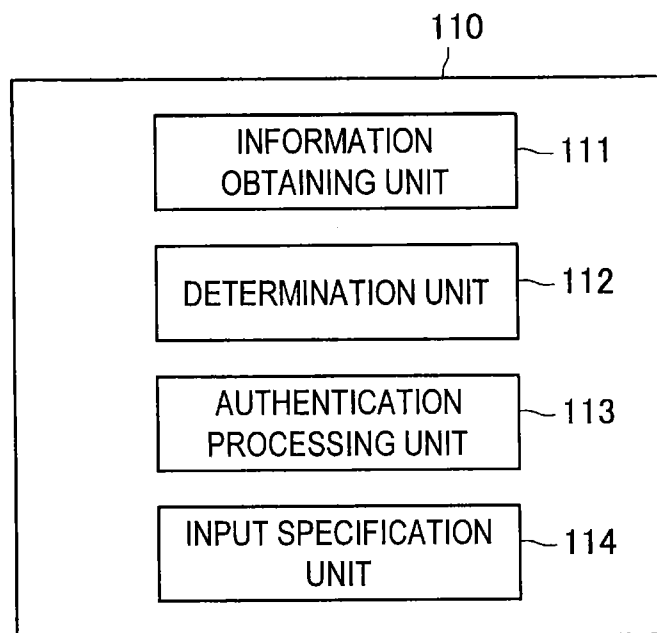 110
INFORMATION
OBTAINING UNIT
111
DETERMINATION UNIT
112
AUTHENTICATION
PROCESSING UNIT
113
INPUT SPECIFICATION
UNIT
114